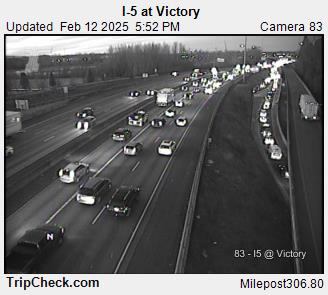 I-5 at Victory
Updated Feb 12 2025 5:52 PM Camera 83
83 - I5 @ Victory
TripCheck.com Milepost306.80